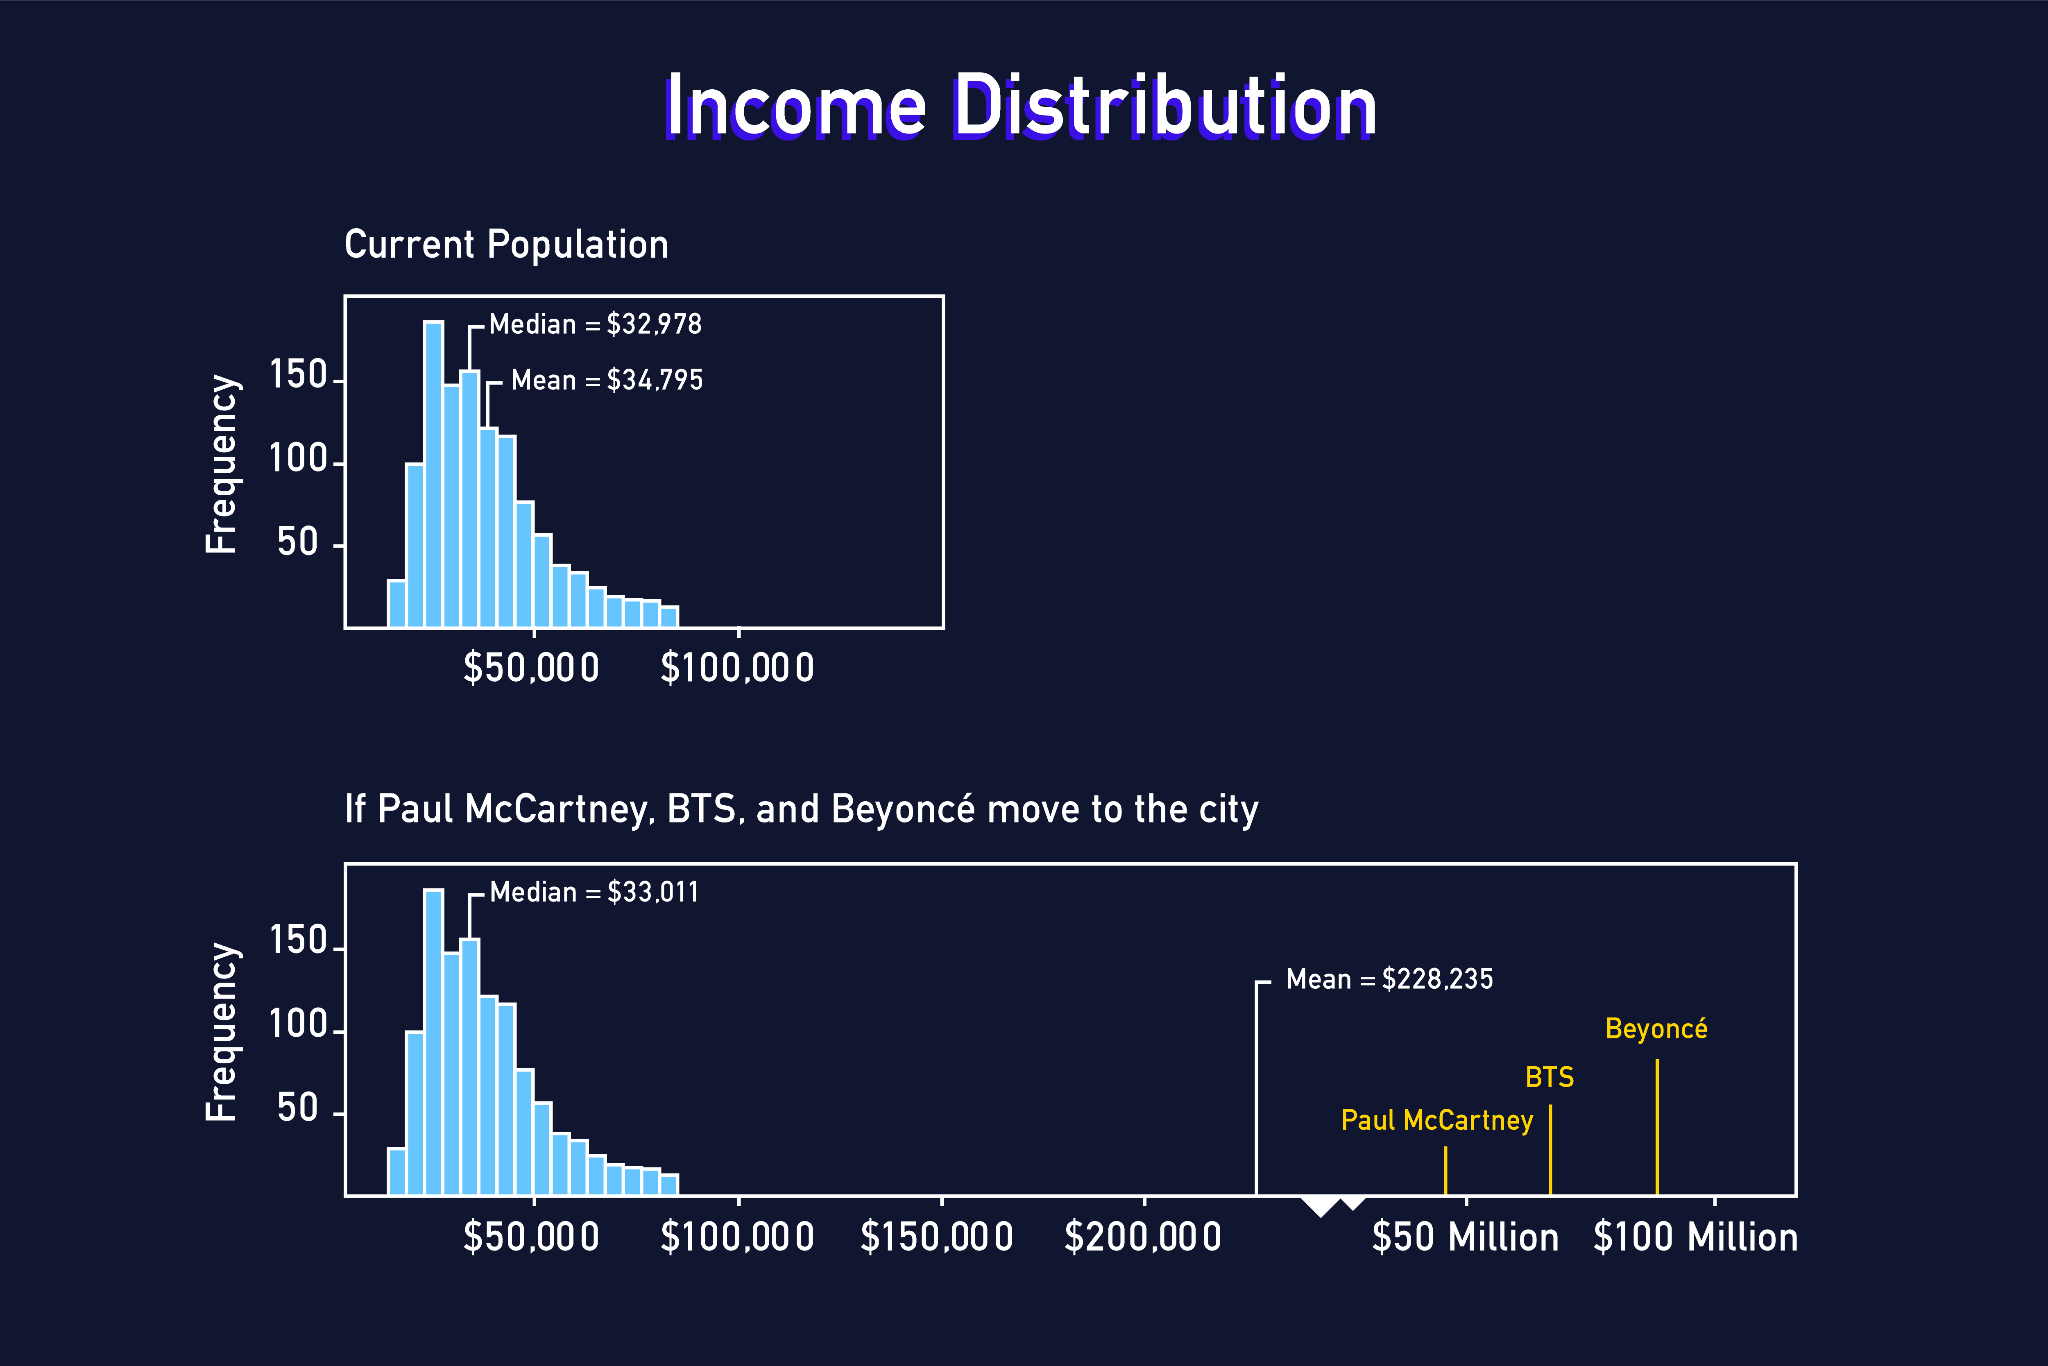 Income Distribution
Current Population
Median = $32,978
Mean = $34,795
150
100
50
Frequency
$50,000 $100,000
If Paul McCartney, BTS, and Beyoncé move to the city
Median = $33,011
Mean = $228,235
Beyoncé
BTS
Paul McCartney
150
100
50
Frequency
$50,000 $100,000 $150,000 $200,000 $50 Million $100 Million